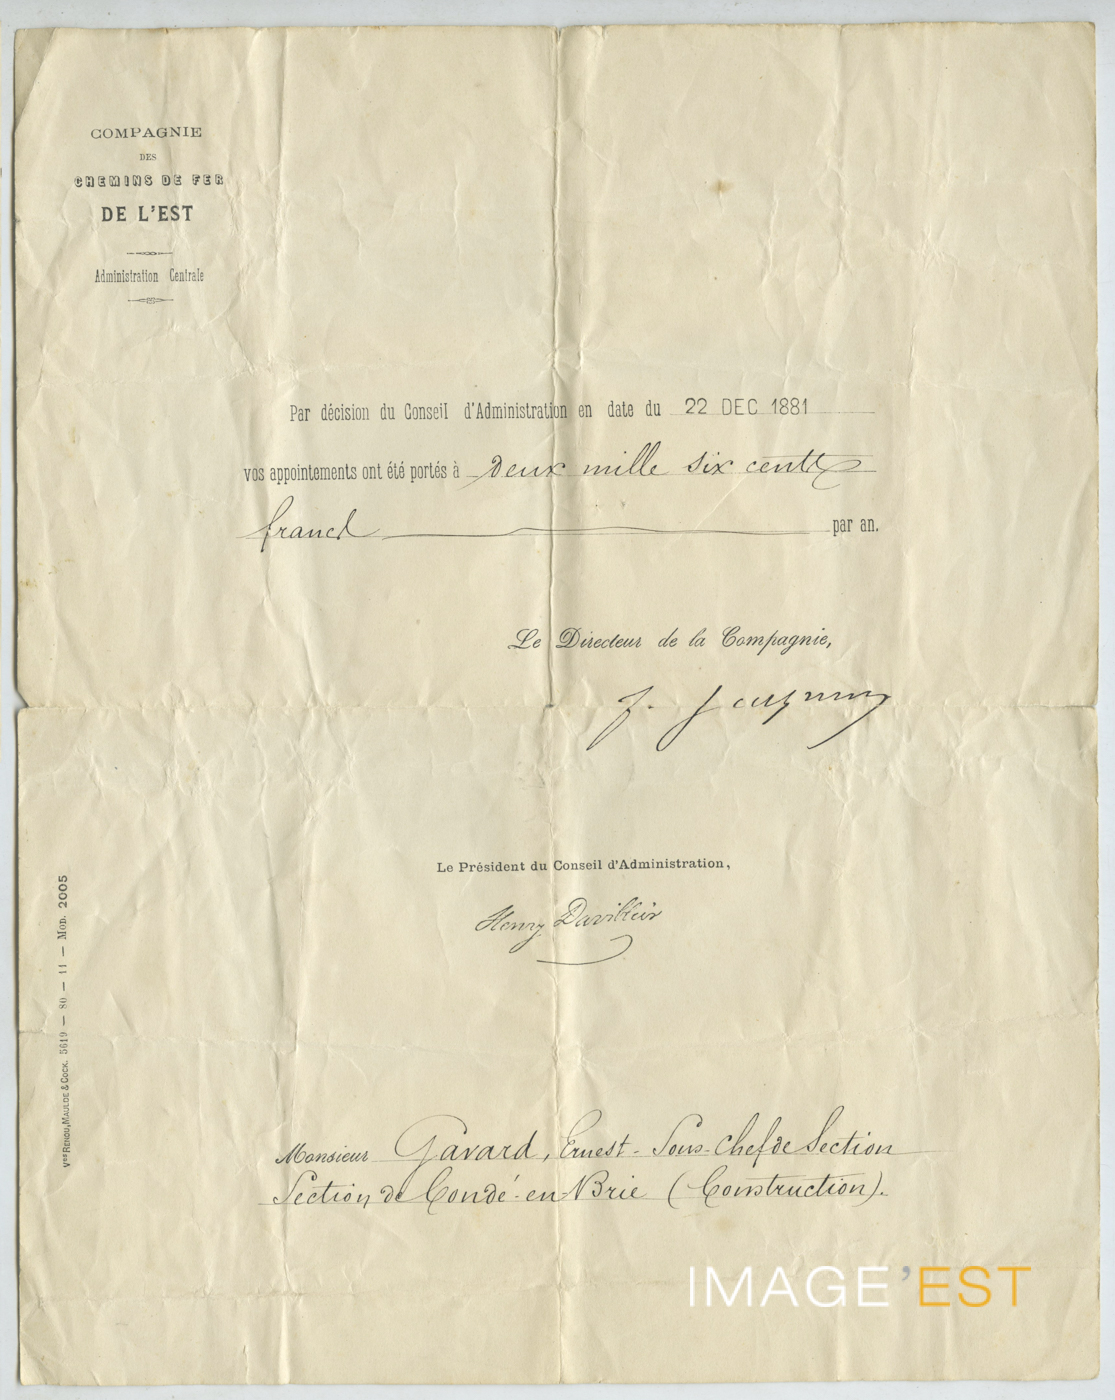 COMPAGNIE
DES
CHEMINS DE FER
DE L'EST
Administration Centrale
Par décision du Conseil d'Administration en date du 22 DEC 1881
vos appointements ont été portés à Deux mille six cents
francs par an.
Le Directeur de la Compagnie,
Le Président du Conseil d'Administration,
Henry Davillier
Monsieur Gavard, Ernest - Sous-Chef de Section
Section de Condé-en-Brie (Construction).
Vᵉˢ RENOU, MAULDE & COCK. 5619 — 80 — 11 — MOD. 2005
IMAGE'EST